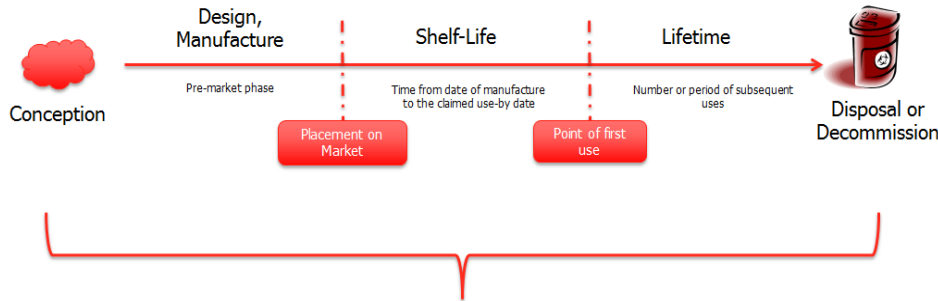 Design,
Manufacture
Shelf-Life
Lifetime
Pre-market phase
Time from date of manufacture
to the claimed use-by date
Number or period of subsequent
uses
Conception
Disposal or
Decommission
Placement on
Market
Point of first
use